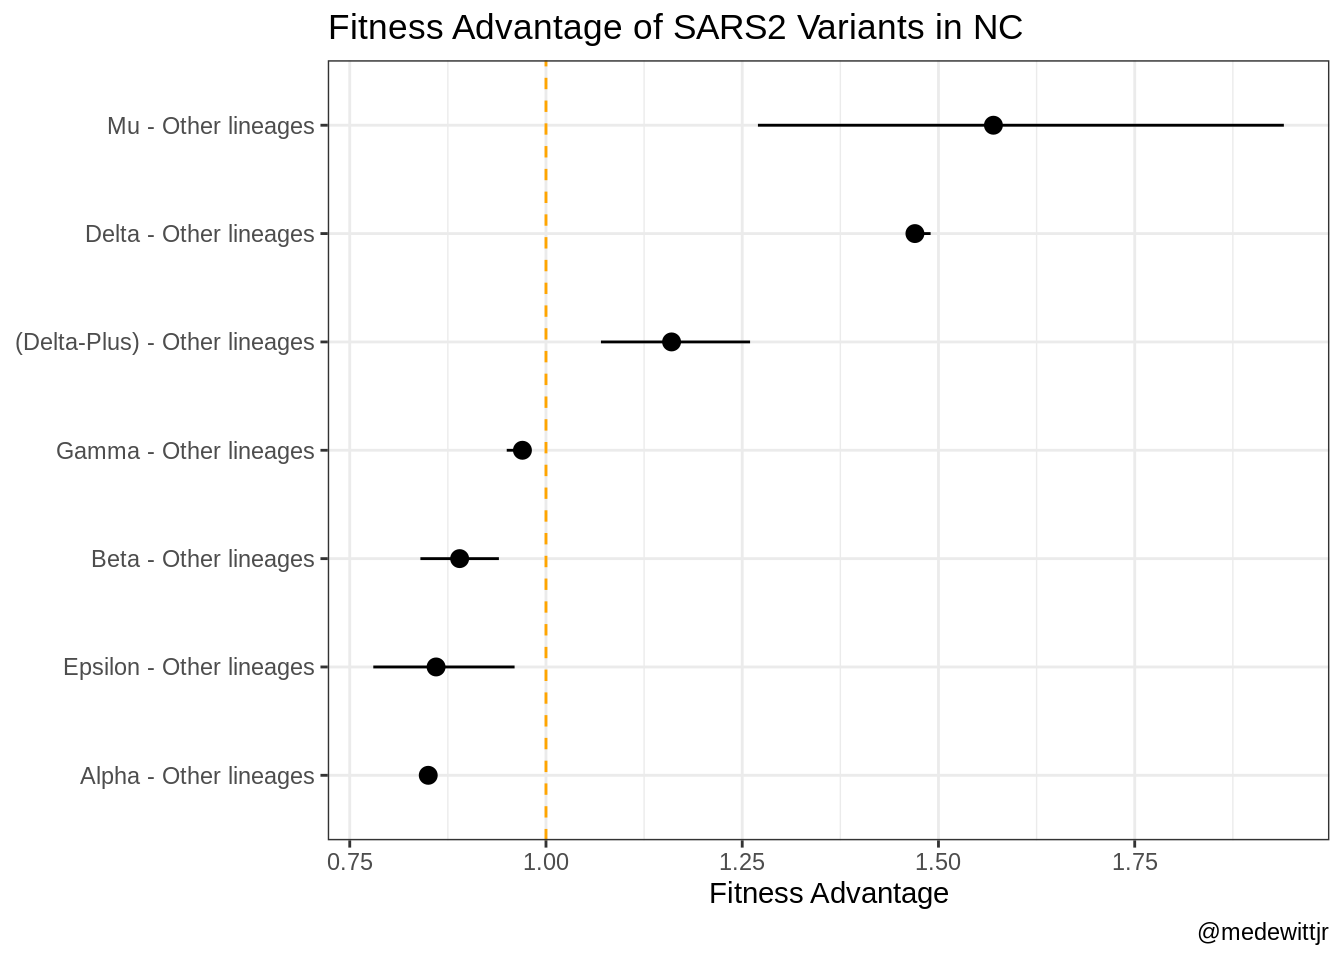 Fitness Advantage of SARS2 Variants in NC
Mu - Other lineages
Delta - Other lineages
(Delta-Plus) - Other lineages
Gamma - Other lineages
Beta - Other lineages
Epsilon - Other lineages
Alpha - Other lineages
0.75 1.00 1.25 1.50 1.75
Fitness Advantage
@medewittjr